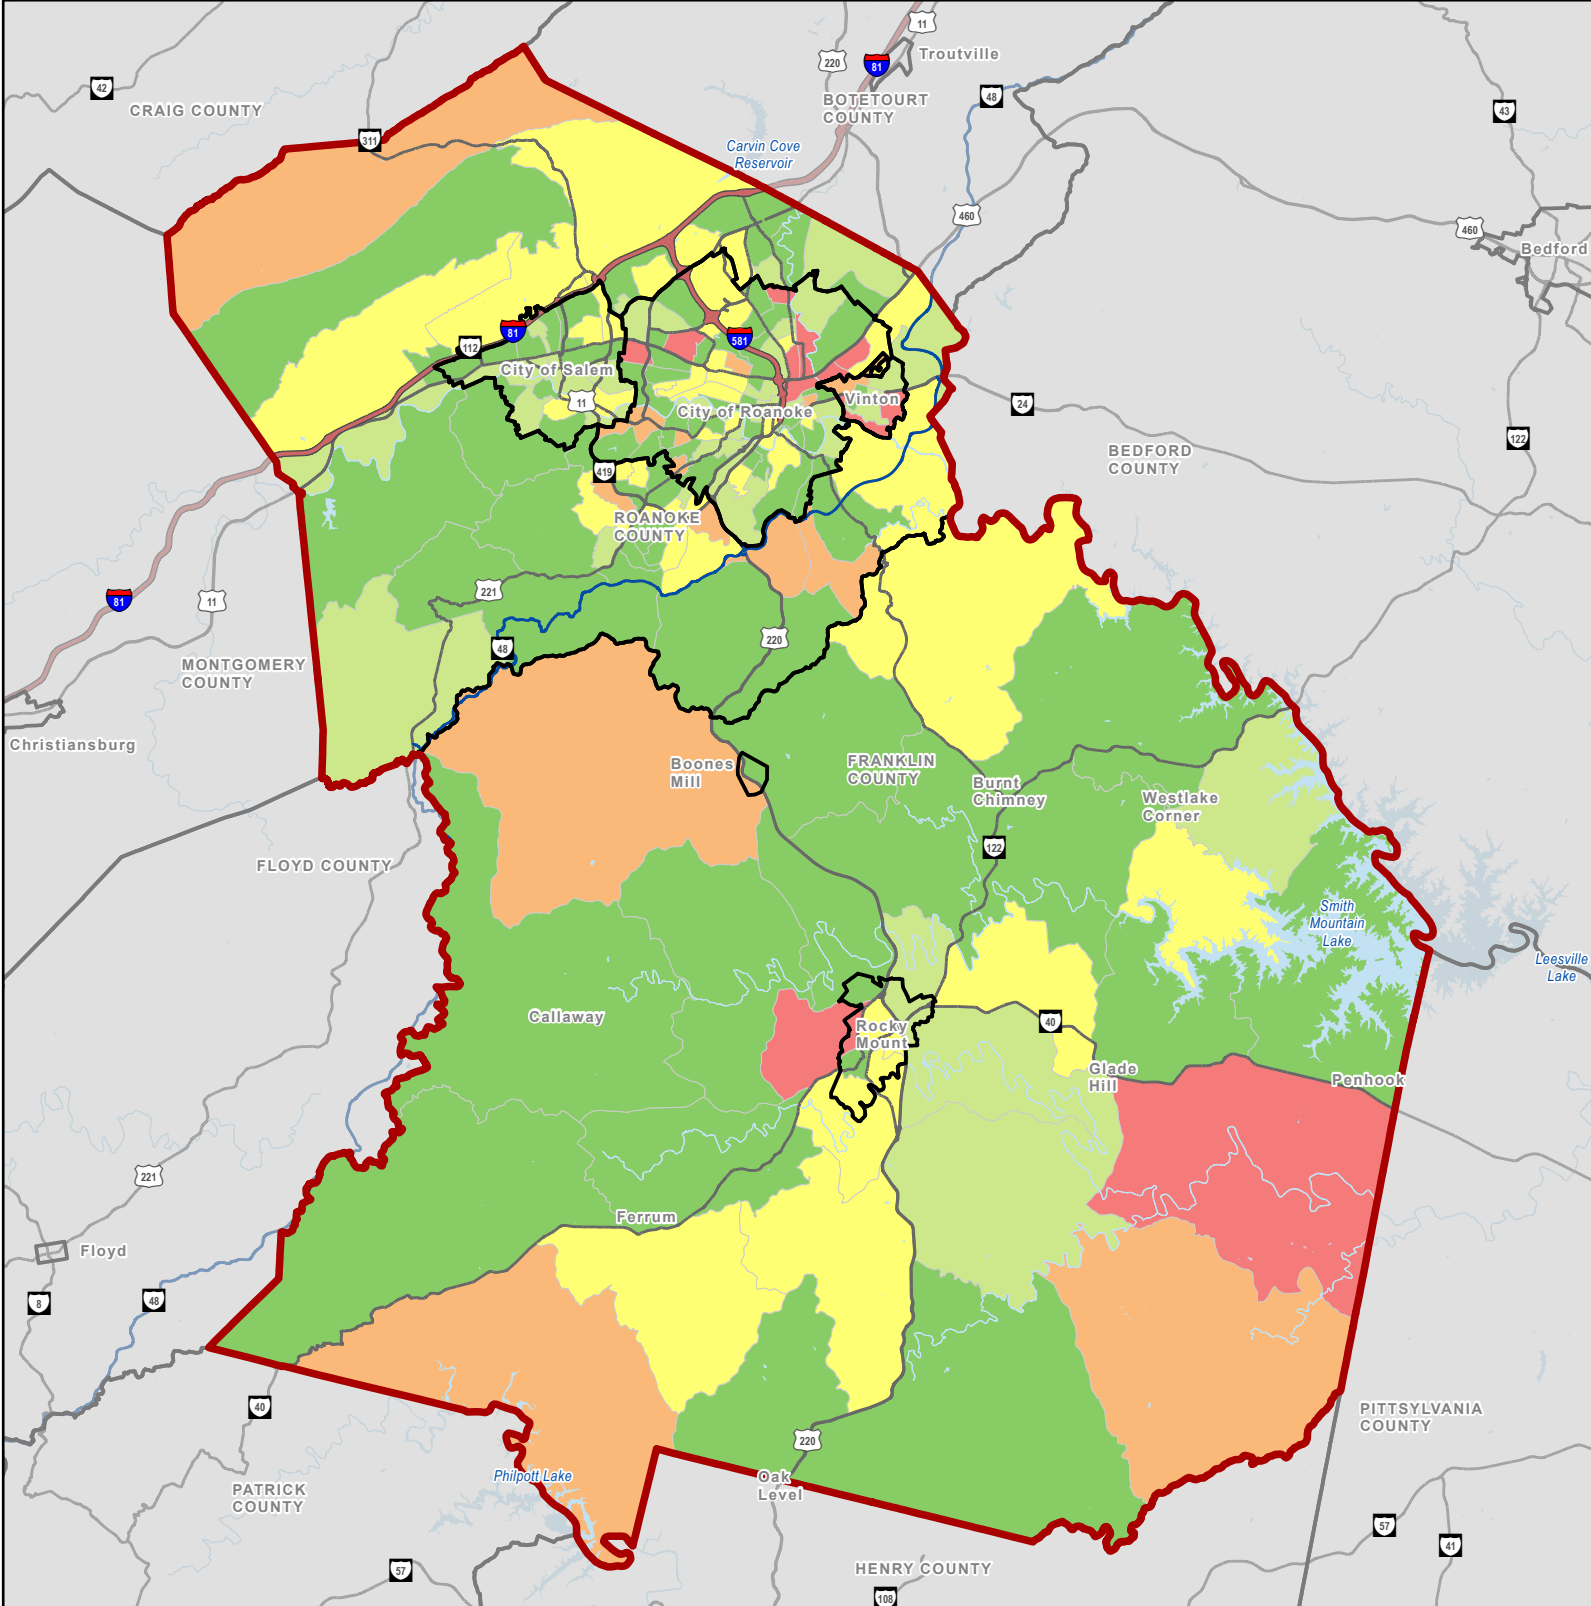 11
Troutville
220
81
42
CRAIG COUNTY
BOTETOURT
COUNTY
48
43
311
Carvin Cove
Reservoir
460
460
Bedford
81
581
112
City of Salem
11
City of Roanoke
Vinton
24
122
BEDFORD
COUNTY
419
ROANOKE
COUNTY
81
11
221
220
48
MONTGOMERY
COUNTY
Christiansburg
Boones
Mill
FRANKLIN
COUNTY
Burnt
Chimney
Westlake
Corner
122
FLOYD COUNTY
Smith
Mountain
Lake
Leesville
Lake
Callaway
Rocky
Mount
40
Glade
Hill
Penhook
221
Ferrum
Floyd
8
48
40
PITTSYLVANIA
COUNTY
220
Philpott Lake
Oak
Level
PATRICK
COUNTY
57
41
57
HENRY COUNTY
108